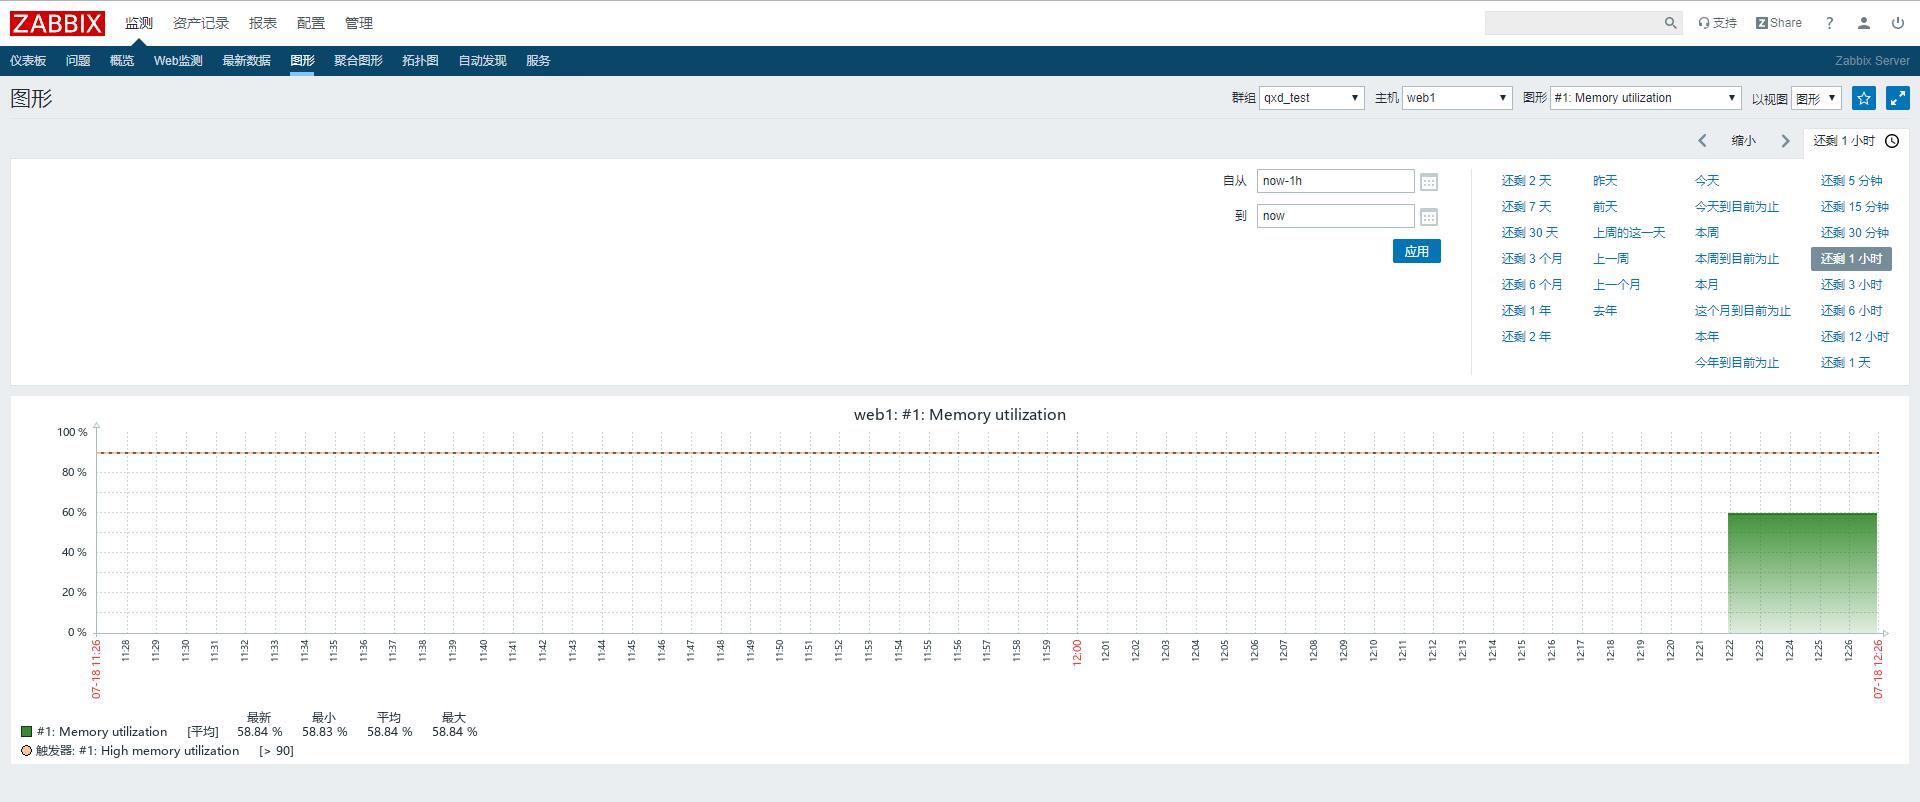 ZABBIX 监测 资产记录 报表 配置 管理 支持 Z Share ?
仪表板 问题 概览 Web监测 最新数据 图形 聚合图形 拓扑图 自动发现 服务 Zabbix Server
图形 群组 qxd_test 主机 web1 图形 #1: Memory utilization 以视图 图形
缩小 还剩 1 小时
自从 now-1h 还剩 2 天 昨天 今天 还剩 5 分钟
到 now 还剩 7 天 前天 今天到目前为止 还剩 15 分钟
还剩 30 天 上周的这一天 本周 还剩 30 分钟
应用 还剩 3 个月 上一周 本周到目前为止 还剩 1 小时
还剩 6 个月 上一个月 本月 还剩 3 小时
还剩 1 年 去年 这个月到目前为止 还剩 6 小时
还剩 2 年 本年 还剩 12 小时
今年到目前为止 还剩 1 天
web1: #1: Memory utilization
100 %
80 %
60 %
40 %
20 %
0 %
07-18 11:26 11:28 11:29 11:30 11:31 11:32 11:33 11:34 11:35 11:36 11:37 11:38 11:39 11:40 11:41 11:42 11:43 11:44 11:45 11:46 11:47 11:48 11:49 11:50 11:51 11:52 11:53 11:54 11:55 11:56 11:57 11:58 11:59 12:00 12:01 12:02 12:03 12:04 12:05 12:06 12:07 12:08 12:09 12:10 12:11 12:12 12:13 12:14 12:15 12:16 12:17 12:18 12:19 12:20 12:21 12:22 12:23 12:24 12:25 12:26 07-18 12:26
最新 最小 平均 最大
#1: Memory utilization [平均] 58.84 % 58.83 % 58.84 % 58.84 %
触发器: #1: High memory utilization [> 90]